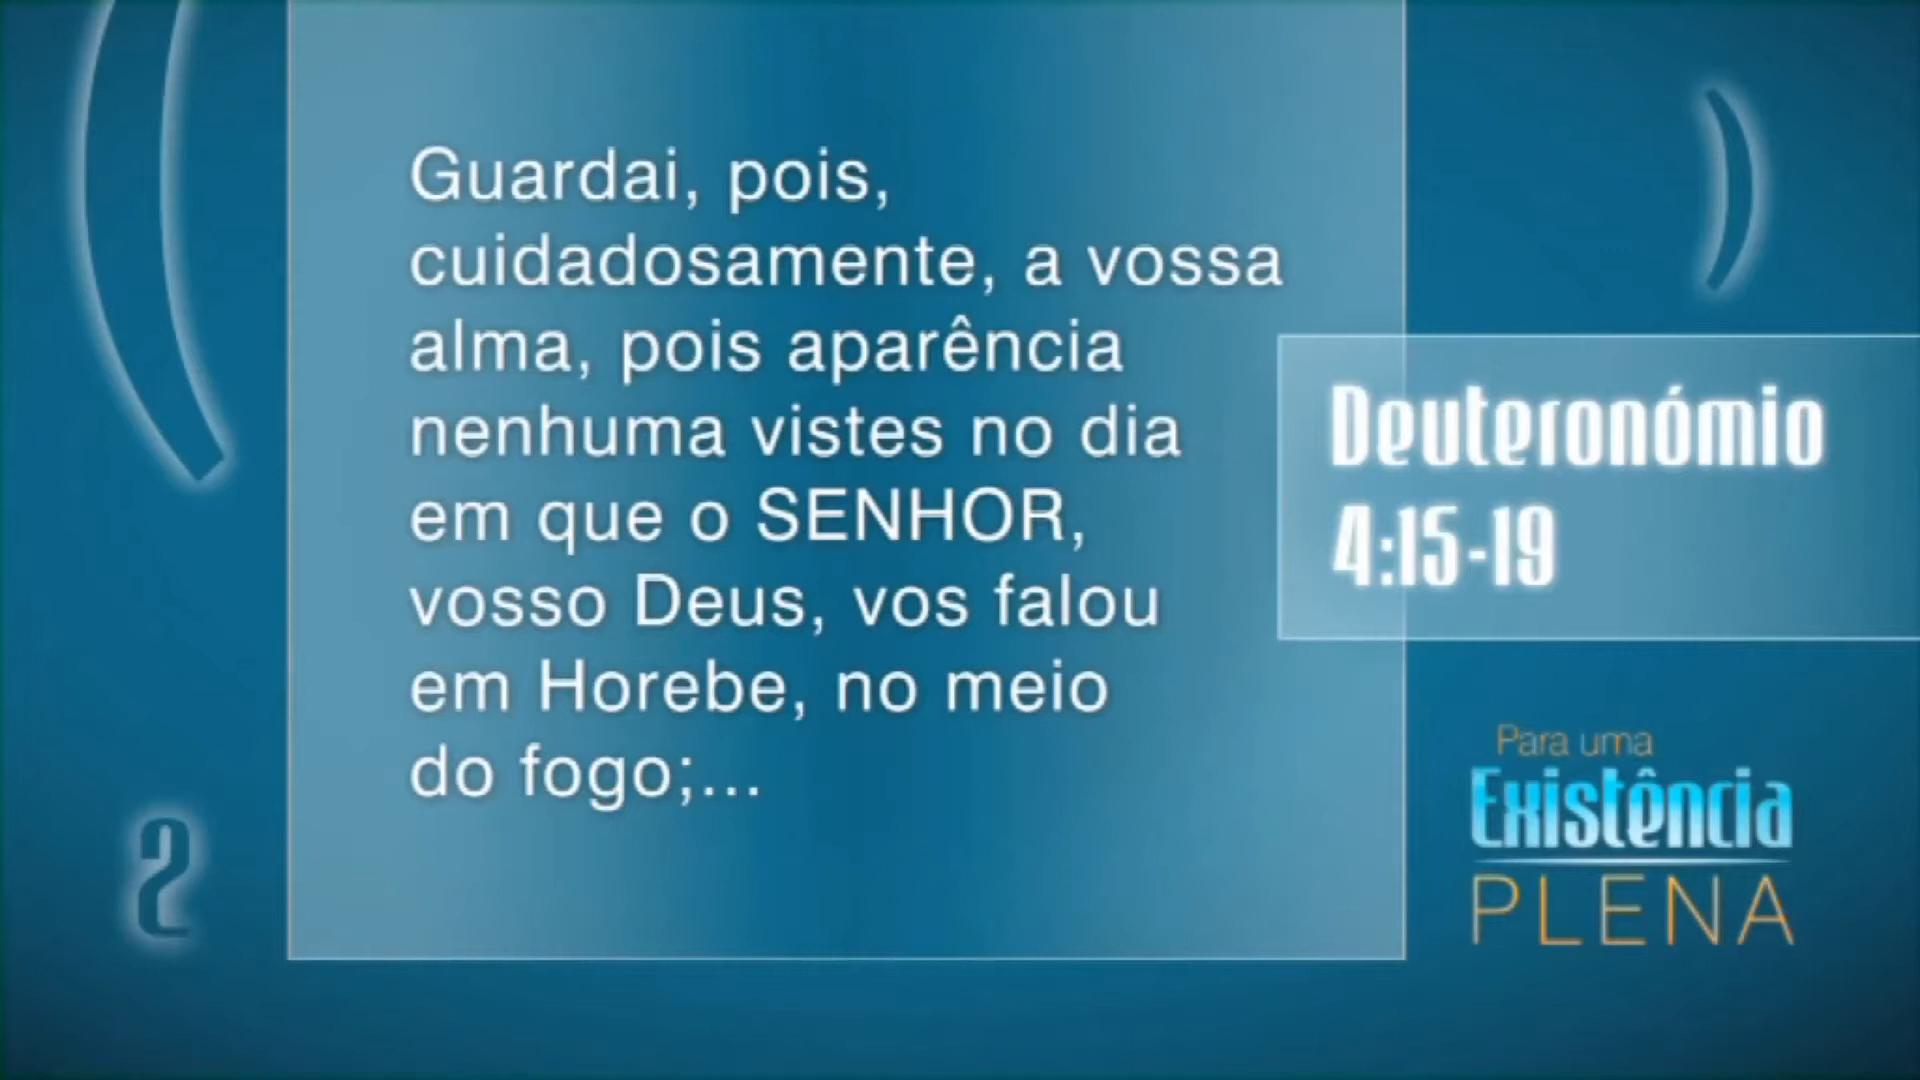 Guardai, pois,
cuidadosamente, a vossa
alma, pois aparência
nenhuma vistes no dia
em que o SENHOR,
vosso Deus, vos falou
em Horebe, no meio
do fogo;...
Deuteronómio
4:15-19
Para uma
Existência
PLENA
2